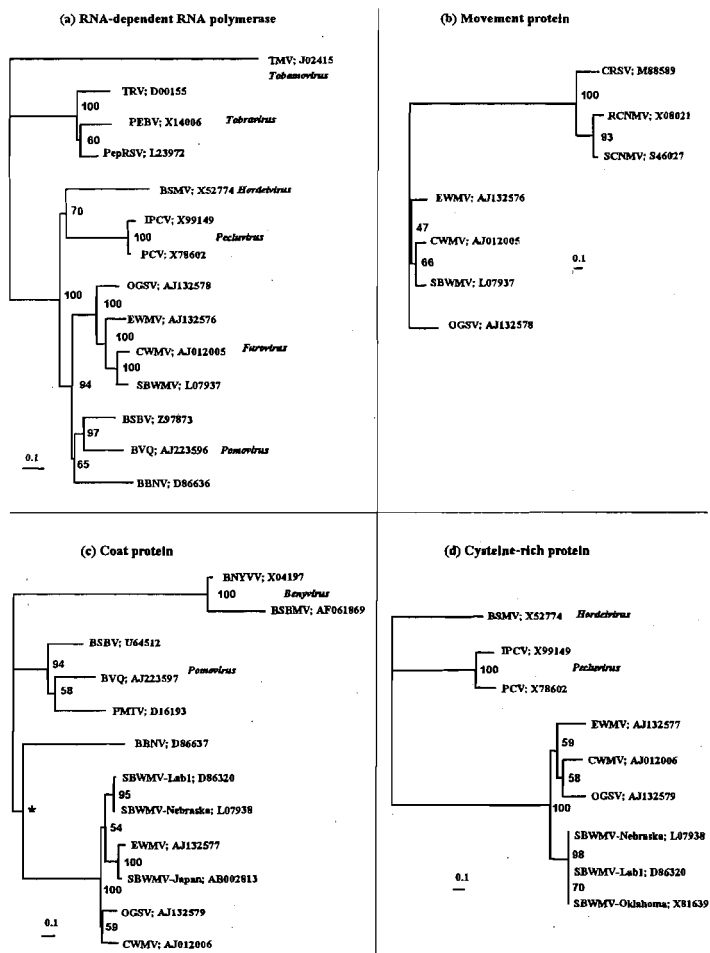 (a) RNA-dependent RNA polymerase
TMV; J02415
Tobamovirus
TRV; D00155
100
PEBV; X14006 Tobravirus
60
PepRSV; L23972
BSMV; X52774 Hordeivirus
70
IPCV; X99149
100 Pecluvirus
PCV; X78602
100
OGSV; AJ132578
100
EWMV; AJ132576
100
CWMV; AJ012005 Furovirus
100
SBWMV; L07937
94
BSBV; Z97873
97
BVQ; AJ223596 Pomovirus
65
BBNV; D86636
0.1
(b) Movement protein
CRSV; M88589
100
RCNMV; X08021
93
SCNMV; S46027
EWMV; AJ132576
47
CWMV; AJ012005
66
SBWMV; L07937
OGSV; AJ132578
0.1
(c) Coat protein
BNYVV; X04197
100 Benyvirus
BSBMV; AF061869
BSBV; U64512
94 Pomovirus
BVQ; AJ223597
58
PMTV; D16193
BBNV; D86637
*
SBWMV-Lab1; D86320
95
SBWMV-Nebraska; L07938
54
EWMV; AJ132577
100
SBWMV-Japan; AB002813
100
OGSV; AJ132579
59
CWMV; AJ012006
0.1
(d) Cysteine-rich protein
BSMV; X52774 Hordeivirus
IPCV; X99149
100 Pecluvirus
PCV; X78602
EWMV; AJ132577
59
CWMV; AJ012006
58
OGSV; AJ132579
100
SBWMV-Nebraska; L07938
98
SBWMV-Lab1; D86320
70
SBWMV-Oklahoma; X81639
0.1